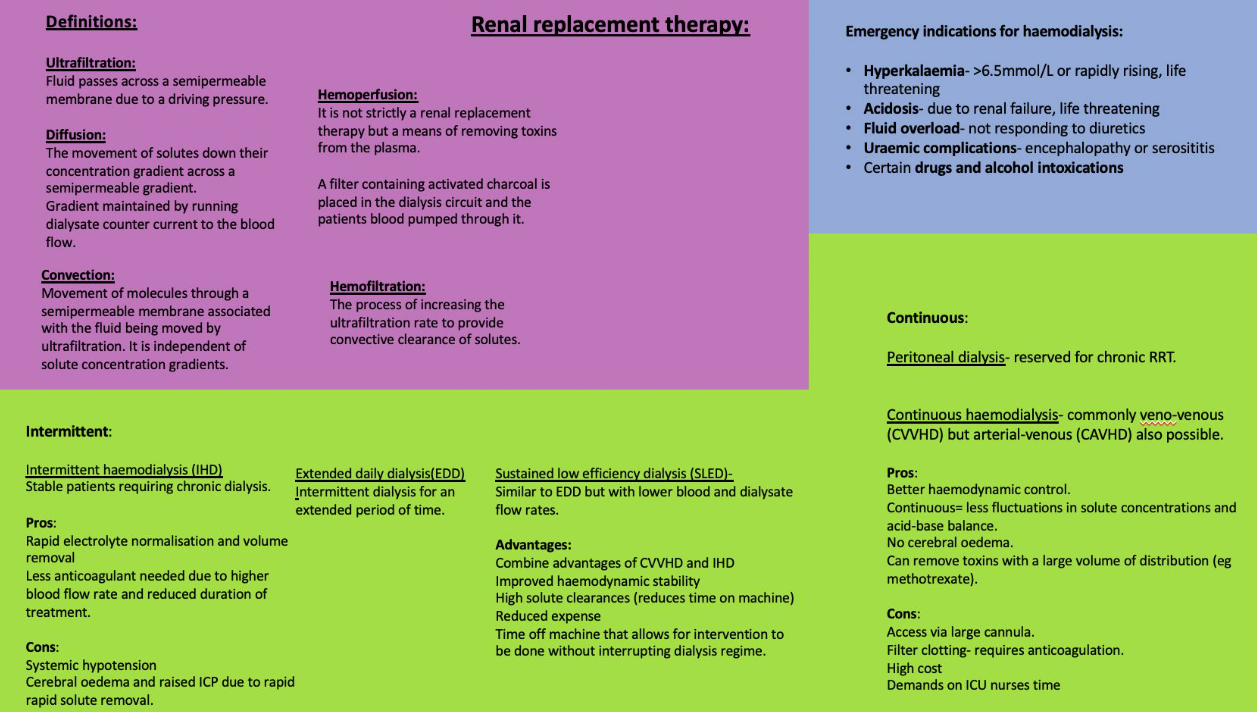 Renal replacement therapy:
Definitions:
Ultrafiltration:
Fluid passes across a semipermeable
membrane due to a driving pressure.
Diffusion:
The movement of solutes down their
concentration gradient across a
semipermeable gradient.
Gradient maintained by running
dialysate counter current to the blood
flow.
Convection:
Movement of molecules through a
semipermeable membrane associated
with the fluid being moved by
ultrafiltration. It is independent of
solute concentration gradients.
Hemoperfusion:
It is not strictly a renal replacement
therapy but a means of removing toxins
from the plasma.
A filter containing activated charcoal is
placed in the dialysis circuit and the
patients blood pumped through it.
Hemofiltration:
The process of increasing the
ultrafiltration rate to provide
convective clearance of solutes.
Emergency indications for haemodialysis:
• Hyperkalaemia- >6.5mmol/L or rapidly rising, life
threatening
• Acidosis- due to renal failure, life threatening
• Fluid overload- not responding to diuretics
• Uraemic complications- encephalopathy or serosititis
• Certain drugs and alcohol intoxications
Intermittent:
Intermittent haemodialysis (IHD)
Stable patients requiring chronic dialysis.
Pros:
Rapid electrolyte normalisation and volume
removal
Less anticoagulant needed due to higher
blood flow rate and reduced duration of
treatment.
Cons:
Systemic hypotension
Cerebral oedema and raised ICP due to rapid
rapid solute removal.
Extended daily dialysis(EDD)
Intermittent dialysis for an
extended period of time.
Sustained low efficiency dialysis (SLED)-
Similar to EDD but with lower blood and dialysate
flow rates.
Advantages:
Combine advantages of CVVHD and IHD
Improved haemodynamic stability
High solute clearances (reduces time on machine)
Reduced expense
Time off machine that allows for intervention to
be done without interrupting dialysis regime.
Continuous:
Peritoneal dialysis- reserved for chronic RRT.
Continuous haemodialysis- commonly veno-venous
(CVVHD) but arterial-venous (CAVHD) also possible.
Pros:
Better haemodynamic control.
Continuous= less fluctuations in solute concentrations and
acid-base balance.
No cerebral oedema.
Can remove toxins with a large volume of distribution (eg
methotrexate).
Cons:
Access via large cannula.
Filter clotting- requires anticoagulation.
High cost
Demands on ICU nurses time